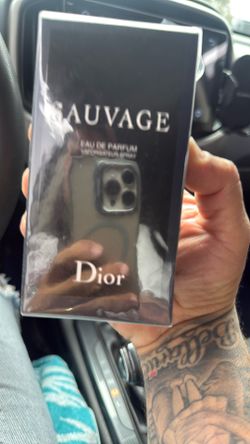 SAUVAGE
EAU DE PARFUM
VAPORISATEUR SPRAY
Dior